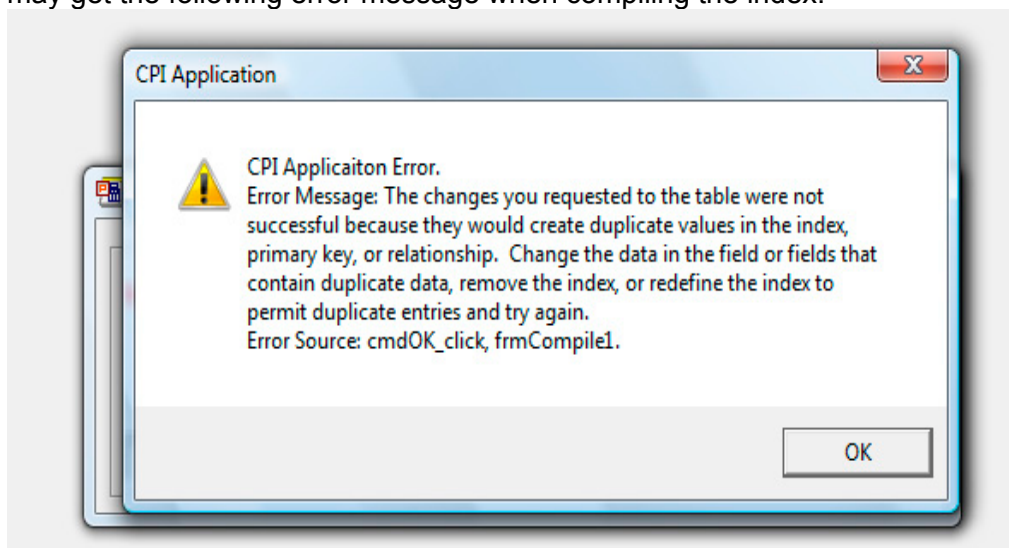 may get the following error message when compiling the index:
CPI Application
X
CPI Applicaiton Error.
Error Message: The changes you requested to the table were not
successful because they would create duplicate values in the index,
primary key, or relationship.  Change the data in the field or fields that
contain duplicate data, remove the index, or redefine the index to
permit duplicate entries and try again.
Error Source: cmdOK_click, frmCompile1.
OK